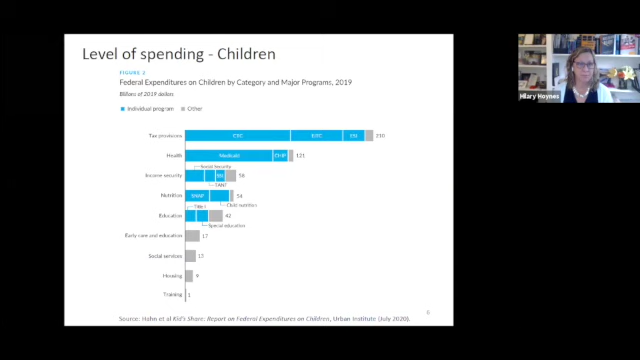 Level of spending - Children
FIGURE 2
Federal Expenditures on Children by Category and Major Programs, 2019
Billions of 2019 dollars
Individual program
Other
Tax provisions CTC EITC ESI 210
Health Medicaid CHIP 121
Social Security
Income security SSI 58
TANF
Nutrition SNAP 54
Title I Child nutrition
Education 42
Special education
Early care and education 17
Social services 13
Housing 9
Training 1
6
Source: Hahn et al Kid's Share: Report on Federal Expenditures on Children, Urban Institute (July 2020).
Hilary Hoynes